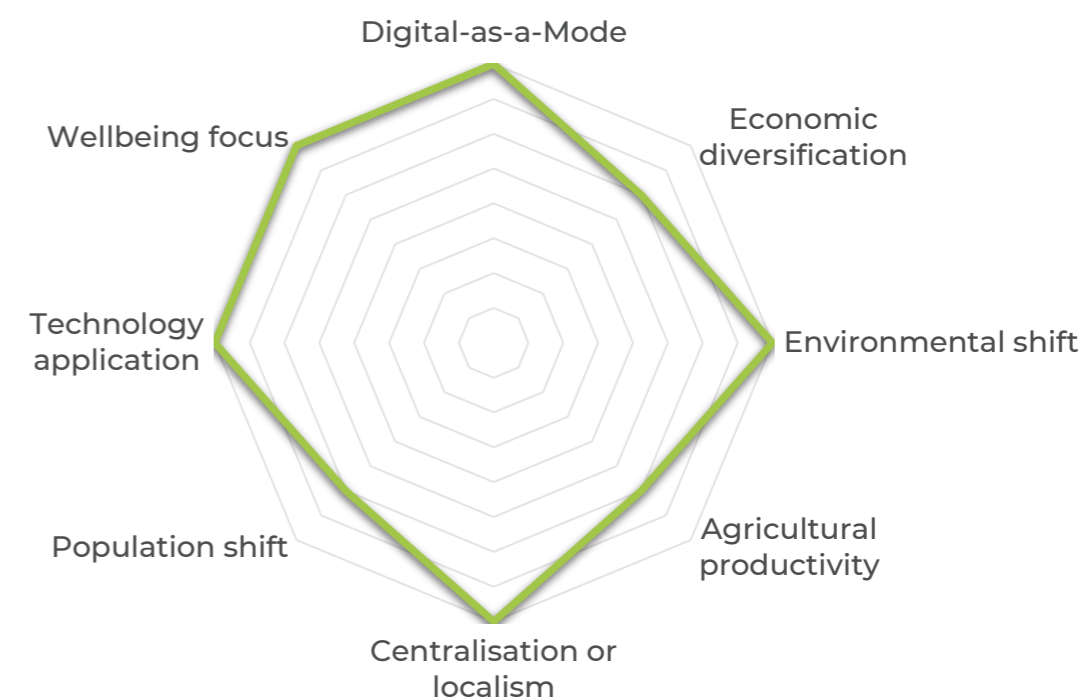 Digital-as-a-Mode
Economic
diversification
Wellbeing focus
Technology
application
Environmental shift
Agricultural
productivity
Population shift
Centralisation or
localism